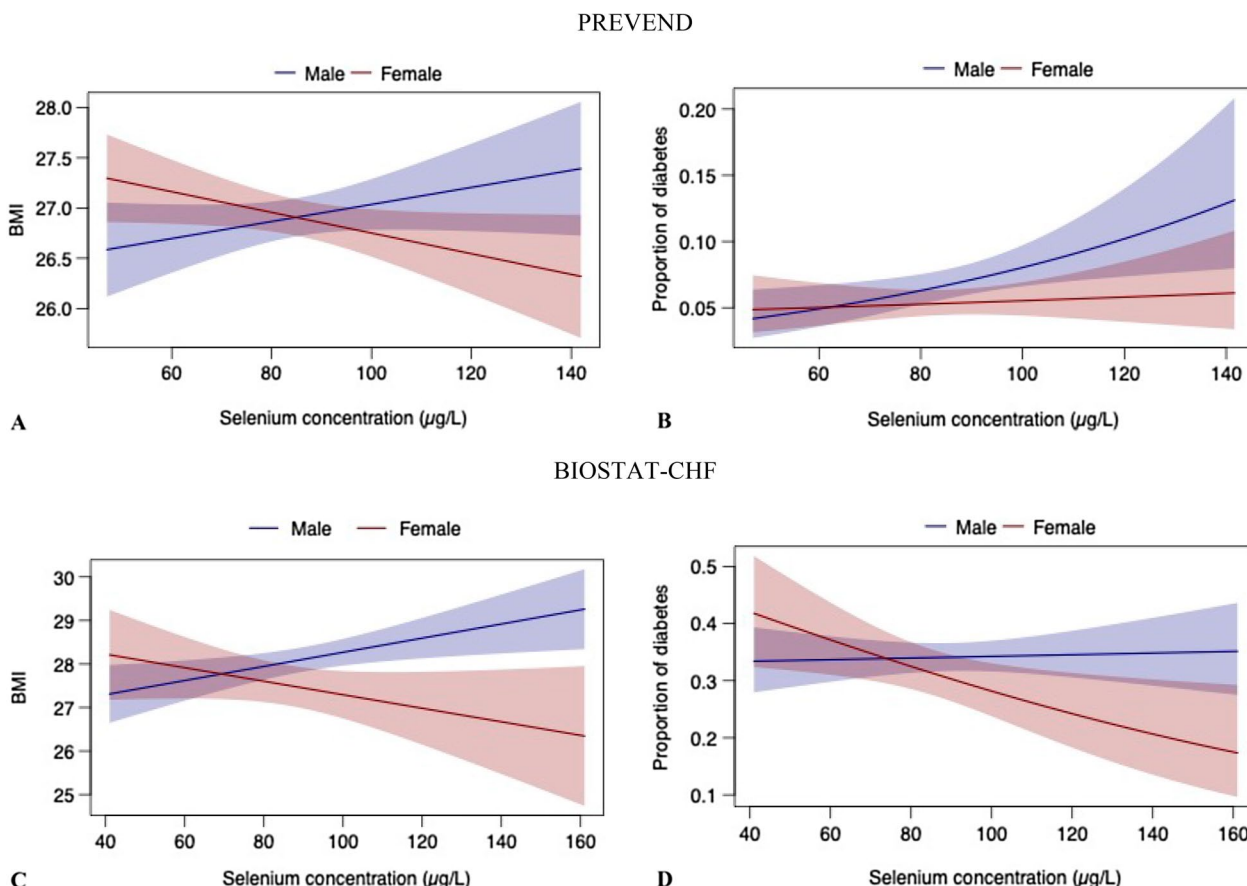 PREVEND
Male Female
Male Female
BMI
28.0
27.5
27.0
26.5
26.0
60 80 100 120 140
Selenium concentration (µg/L)
A
Proportion of diabetes
0.20
0.15
0.10
0.05
60 80 100 120 140
Selenium concentration (µg/L)
B
BIOSTAT-CHF
Male Female
Male Female
BMI
30
29
28
27
26
25
40 60 80 100 120 140 160
Selenium concentration (µg/L)
C
Proportion of diabetes
0.5
0.4
0.3
0.2
0.1
40 60 80 100 120 140 160
Selenium concentration (µg/L)
D